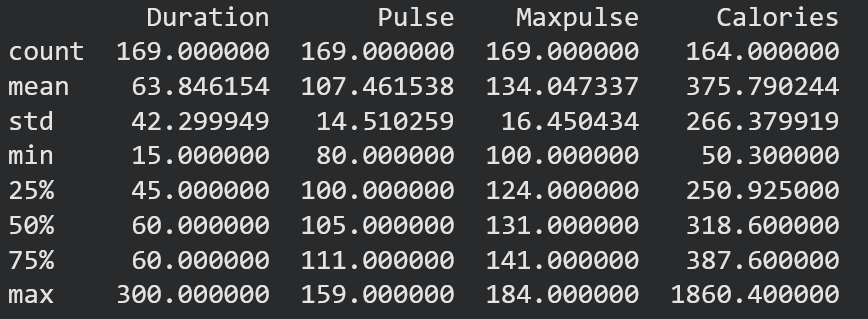 Duration Pulse Maxpulse Calories
count 169.000000 169.000000 169.000000 164.000000
mean 63.846154 107.461538 134.047337 375.790244
std 42.299949 14.510259 16.450434 266.379919
min 15.000000 80.000000 100.000000 50.300000
25% 45.000000 100.000000 124.000000 250.925000
50% 60.000000 105.000000 131.000000 318.600000
75% 60.000000 111.000000 141.000000 387.600000
max 300.000000 159.000000 184.000000 1860.400000